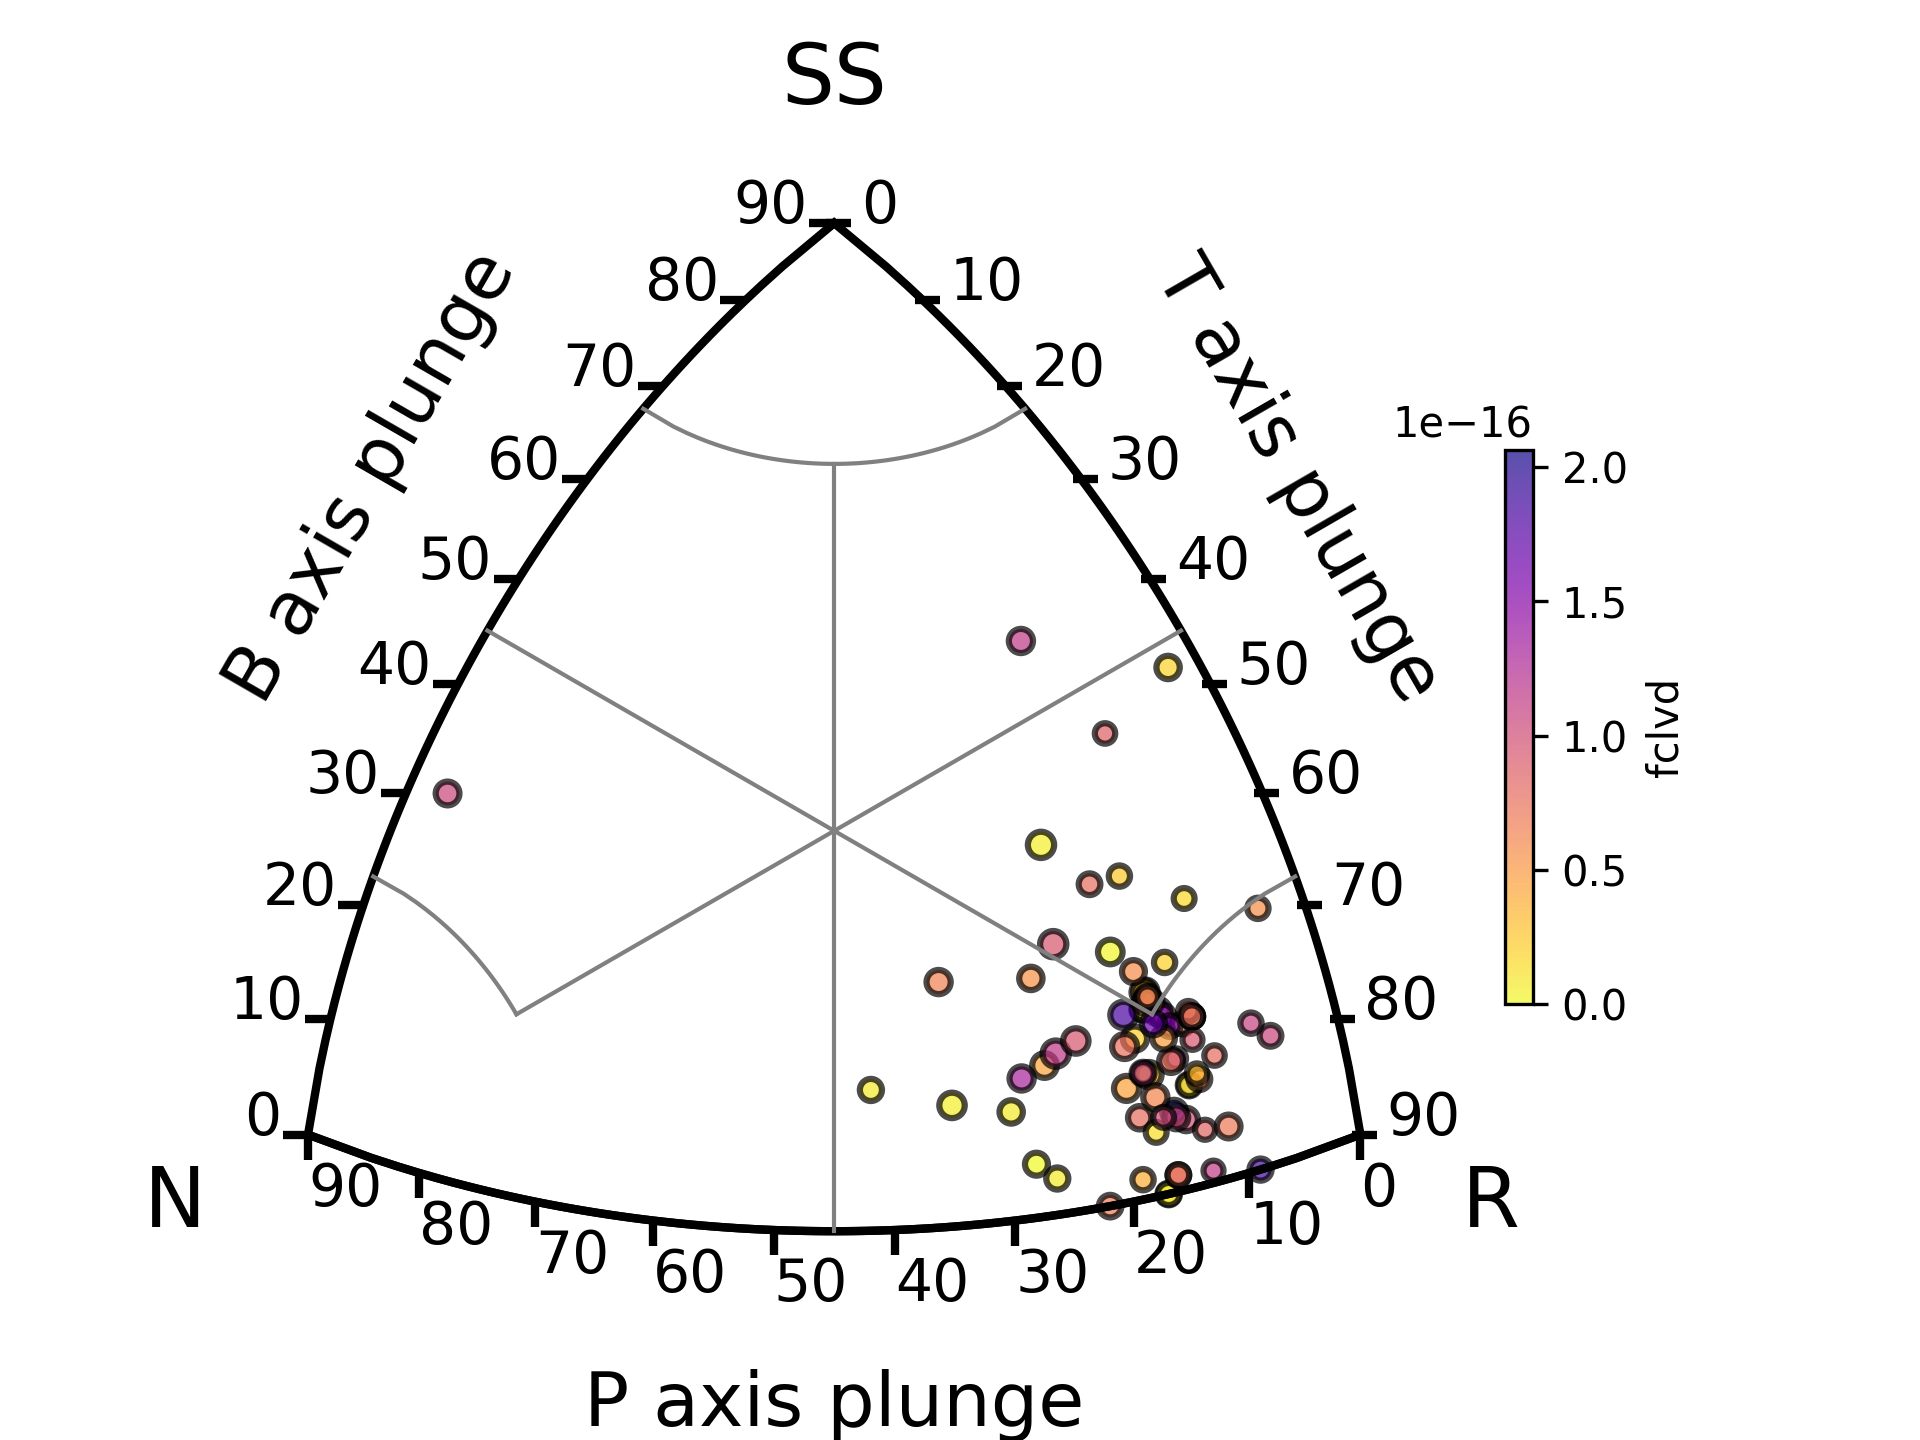 SS
90 0
80 10
70 20
60 30
50 40
40 50
30 60
20 70
10 80
0 90
B axis plunge
T axis plunge
N R
90 80 70 60 50 40 30 20 10 0
P axis plunge
1e−16
2.0
1.5
1.0
0.5
0.0
fclvd